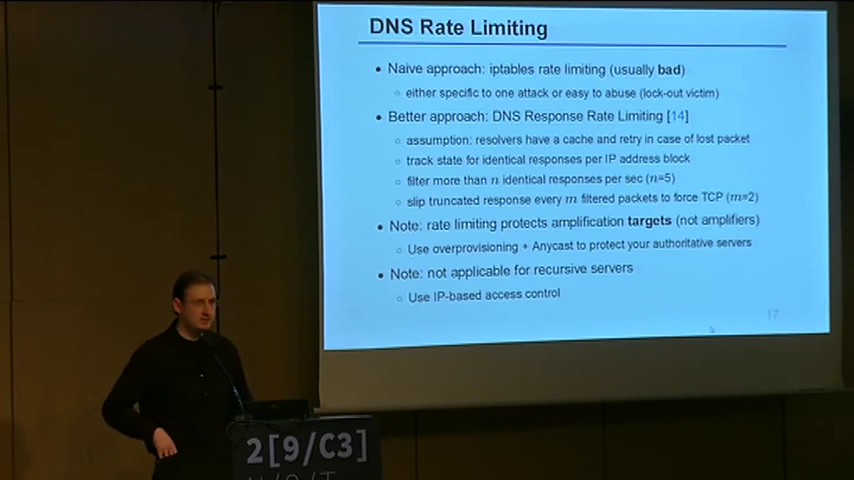 DNS Rate Limiting
• Naive approach: iptables rate limiting (usually bad)
○ either specific to one attack or easy to abuse (lock-out victim)
• Better approach: DNS Response Rate Limiting [14]
○ assumption: resolvers have a cache and retry in case of lost packet
○ track state for identical responses per IP address block
○ filter more than n identical responses per sec (n=5)
○ slip truncated response every m filtered packets to force TCP (m=2)
• Note: rate limiting protects amplification targets (not amplifiers)
○ Use overprovisioning + Anycast to protect your authoritative servers
• Note: not applicable for recursive servers
○ Use IP-based access control
17
2[9/C3]